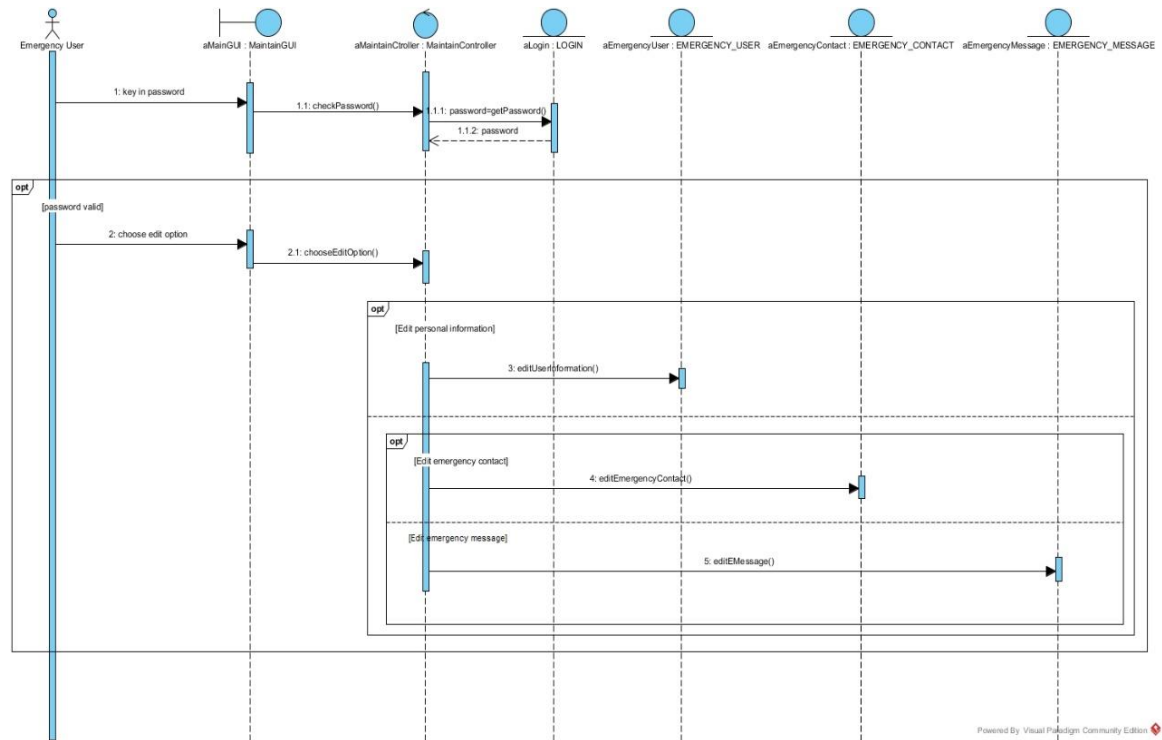 Emergency User
aMainGUI : MaintainGUI
aMaintainCtroller : MaintainController
aLogin : LOGIN
aEmergencyUser : EMERGENCY_USER
aEmergencyContact : EMERGENCY_CONTACT
aEmergencyMessage : EMERGENCY_MESSAGE
1: key in password
1.1: checkPassword()
1.1.1: password=getPassword()
1.1.2: password
opt
[password valid]
2: choose edit option
2.1: chooseEditOption()
opt
[Edit personal information]
3: editUserInformation()
opt
[Edit emergency contact]
4: editEmergencyContact()
[Edit emergency message]
5: editEMessage()
Powered By Visual Paradigm Community Edition